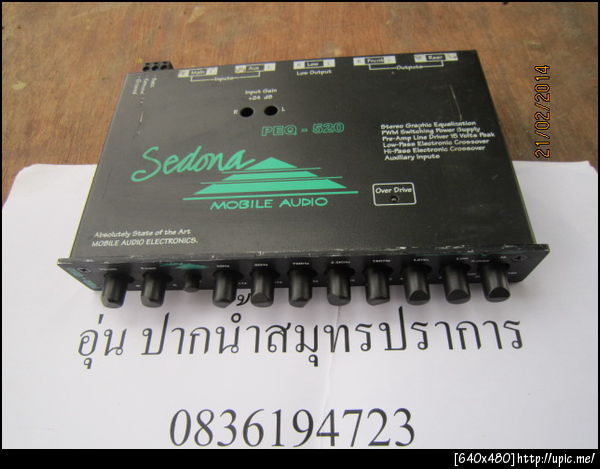 Main
Inputs
Aux
Low
Low Output
Front
Outputs
Rear
Input Gain
+24 dB
R
L
PEQ - 520
Stereo Graphic Equalization
PWM Switching Power Supply
Pre-Amp Line Driver 15 Volts Peak
Low-Pass Electronic Crossover
Hi-Pass Electronic Crossover
Auxiliary Inputs
Sedona
MOBILE AUDIO
Over Drive
Absolutely State of the Art
MOBILE AUDIO ELECTRONICS.
21/02/2014
อุ่น ปากน้ำสมุทรปราการ
0836194723
[640x480]http://upic.me/